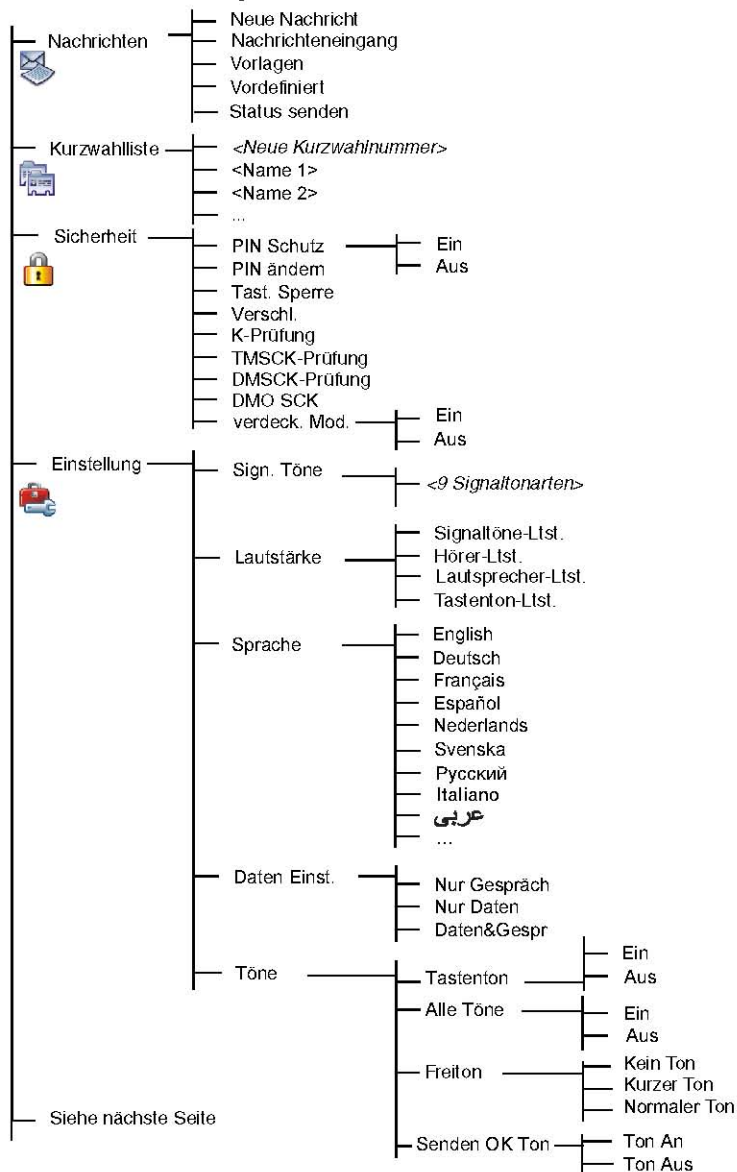 Neue Nachricht
Nachrichten
Nachrichteneingang
Vorlagen
Vordefiniert
Status senden
Kurzwahlliste
<Neue Kurzwahlnummer>
<Name 1>
<Name 2>
...
Sicherheit
PIN Schutz
Ein
Aus
PIN ändern
Tast. Sperre
Verschl.
K-Prüfung
TMSCK-Prüfung
DMSCK-Prüfung
DMO SCK
verdeck. Mod.
Ein
Aus
Einstellung
Sign. Töne
<9 Signaltonarten>
Lautstärke
Signaltöne-Ltst.
Hörer-Ltst.
Lautsprecher-Ltst.
Tastenton-Ltst.
Sprache
English
Deutsch
Français
Español
Nederlands
Svenska
Русский
Italiano
عربى
...
Daten Einst.
Nur Gespräch
Nur Daten
Daten&Gespr
Töne
Tastenton
Ein
Aus
Alle Töne
Ein
Aus
Freiton
Kein Ton
Kurzer Ton
Normaler Ton
Senden OK Ton
Ton An
Ton Aus
Siehe nächste Seite